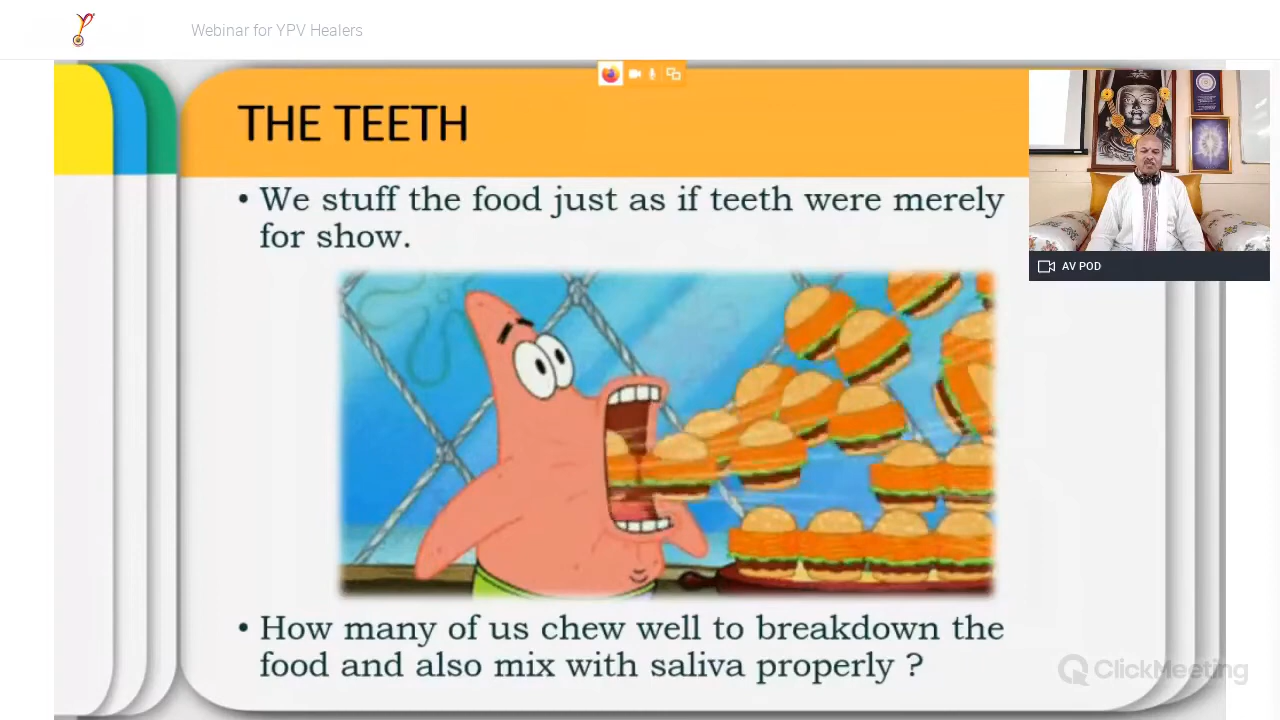 Webinar for YPV Healers
THE TEETH
• We stuff the food just as if teeth were merely
for show.
AV POD
• How many of us chew well to breakdown the
food and also mix with saliva properly ?
ClickMeeting